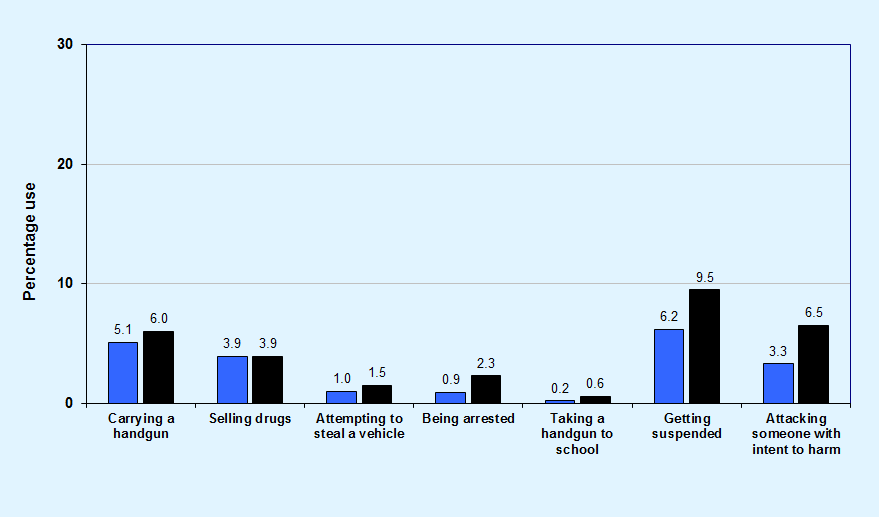 30
20
10
0
Percentage use
5.1
6.0
3.9
3.9
1.0
1.5
0.9
2.3
0.2
0.6
6.2
9.5
3.3
6.5
Carrying a
handgun
Selling drugs
Attempting to
steal a vehicle
Being arrested
Taking a
handgun to
school
Getting
suspended
Attacking
someone with
intent to harm